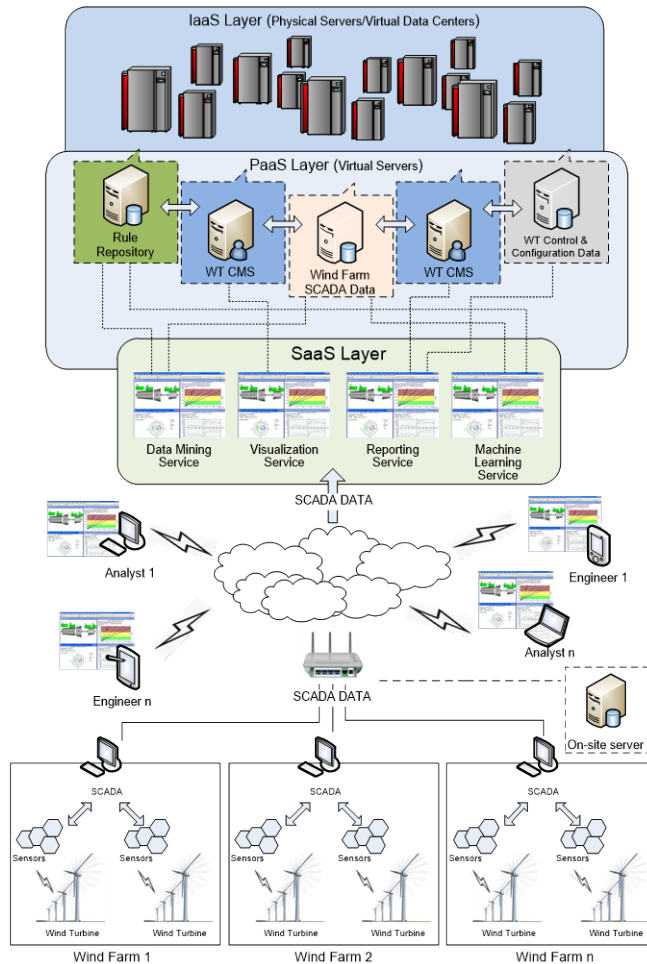 IaaS Layer (Physical Servers/Virtual Data Centers)
PaaS Layer (Virtual Servers)
Rule
Repository
WT CMS
Wind Farm
SCADA Data
WT CMS
WT Control &
Configuration Data
SaaS Layer
Data Mining
Service
Visualization
Service
Reporting
Service
Machine
Learning
Service
SCADA DATA
Analyst 1
Engineer 1
Engineer n
Analyst n
SCADA DATA
On-site server
SCADA
Sensors
Sensors
Wind Turbine
Wind Turbine
Wind Farm 1
SCADA
Sensors
Sensors
Wind Turbine
Wind Turbine
Wind Farm 2
SCADA
Sensors
Sensors
Wind Turbine
Wind Turbine
Wind Farm n